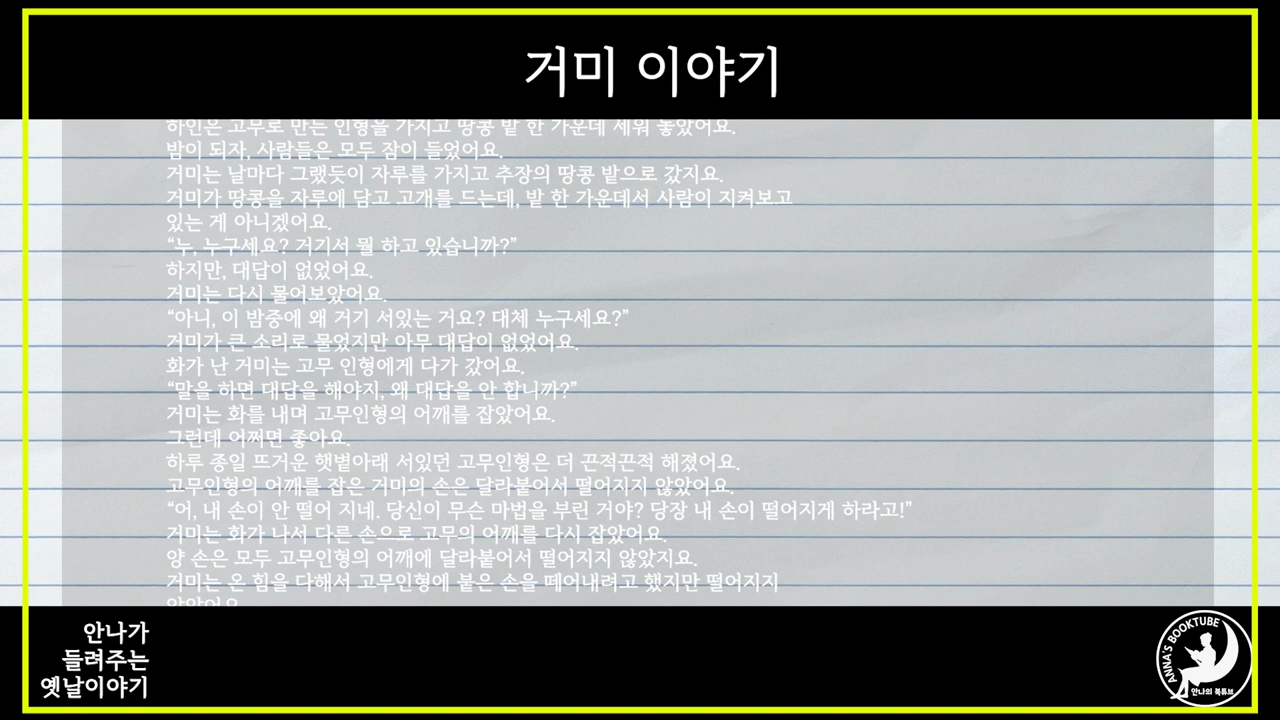 거미 이야기
하인은 고무로 만든 인형을 가지고 땅콩 밭 한 가운데 세워 놓았어요.
밤이 되자, 사람들은 모두 잠이 들었어요.
거미는 날마다 그랬듯이 자루를 가지고 추장의 땅콩 밭으로 갔지요.
거미가 땅콩을 자루에 담고 고개를 드는데, 밭 한 가운데서 사람이 지켜보고
있는 게 아니겠어요.
“누, 누구세요? 거기서 뭘 하고 있습니까?”
하지만, 대답이 없었어요.
거미는 다시 물어보았어요.
“아니, 이 밤중에 왜 거기 서있는 거요? 대체 누구세요?”
거미가 큰 소리로 물었지만 아무 대답이 없었어요.
화가 난 거미는 고무 인형에게 다가 갔어요.
“말을 하면 대답을 해야지, 왜 대답을 안 합니까?”
거미는 화를 내며 고무인형의 어깨를 잡았어요.
그런데 어쩌면 좋아요.
하루 종일 뜨거운 햇볕아래 서있던 고무인형은 더 끈적끈적 해졌어요.
고무인형의 어깨를 잡은 거미의 손은 달라붙어서 떨어지지 않았어요.
“어, 내 손이 안 떨어 지네. 당신이 무슨 마법을 부린 거야? 당장 내 손이 떨어지게 하라고!”
거미는 화가 나서 다른 손으로 고무의 어깨를 다시 잡았어요.
양 손은 모두 고무인형의 어깨에 달라붙어서 떨어지지 않았지요.
거미는 온 힘을 다해서 고무인형에 붙은 손을 떼어내려고 했지만 떨어지지
않았어요
안나가
들려주는
옛날이야기
ANNA'S BOOKTUBE
안나의 북튜브